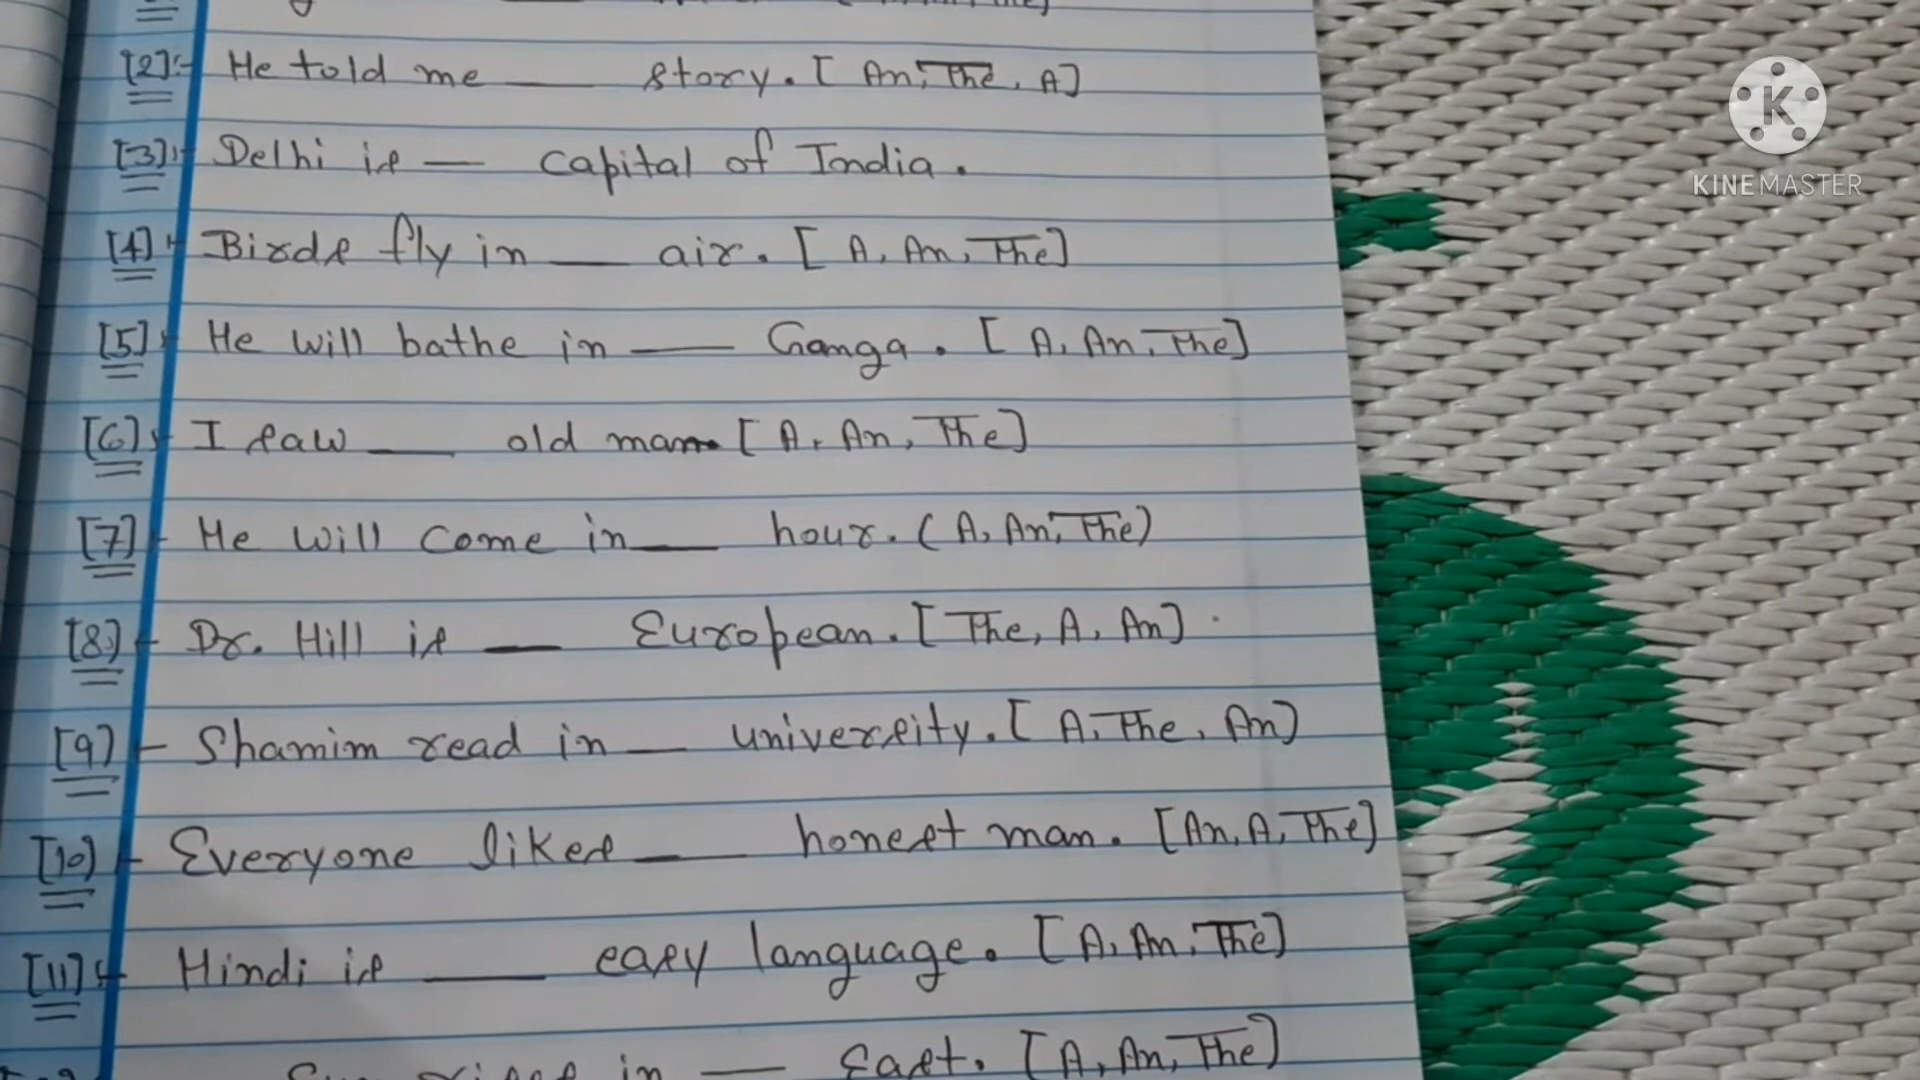 [2]:- He told me ___ story. [ An, The, A]
[3]:- Delhi is ___ capital of India.
[4]:- Birds fly in ___ air. [ A, An, The]
[5]:- He will bathe in ___ Ganga. [ A, An, The]
[6]:- I saw ___ old man. [ A, An, The]
[7]:- He will come in ___ hour. (A, An, The)
[8]:- Dr. Hill is ___ European. [ The, A, An]
[9]:- Shamim read in ___ university. [ A, The, An]
[10]:- Everyone likes ___ honest man. [An, A, The]
[11]:- Hindi is ___ easy language. [A, An, The]
in ___ East. [A, An, The]
K
KINEMASTER